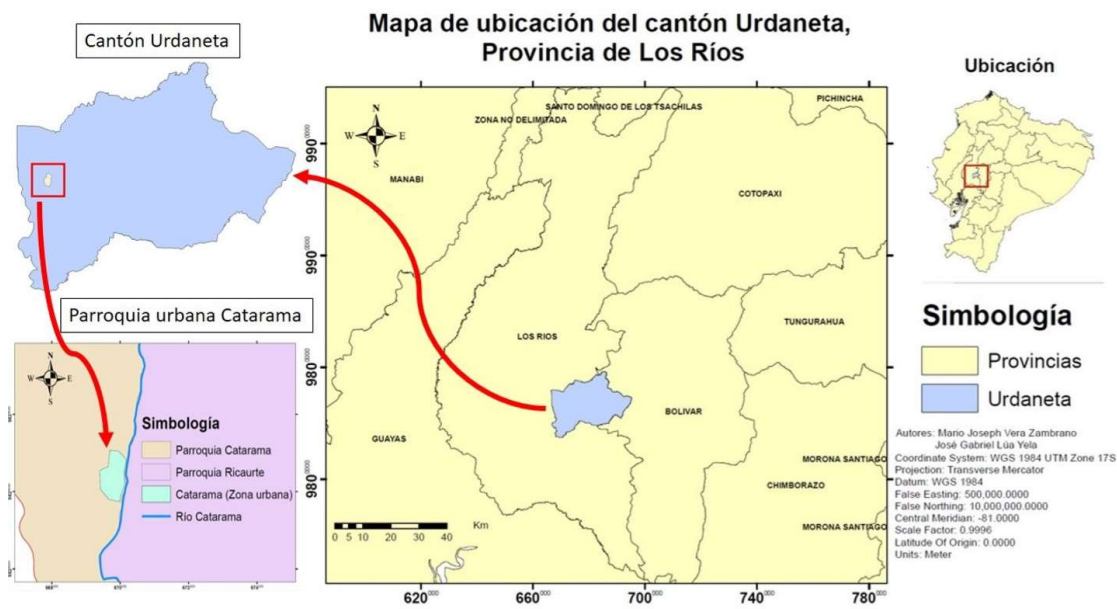 Mapa de ubicación del cantón Urdaneta,
Provincia de Los Ríos
Cantón Urdaneta
Parroquia urbana Catarama
N
W E
S
Simbología
Parroquia Catarama
Parroquia Ricaurte
Catarama (Zona urbana)
Río Catarama
N
W E
S
SANTO DOMINGO DE LOS TSACHILAS
ZONA NO DELIMITADA
PICHINCHA
MANABI
COTOPAXI
LOS RIOS
TUNGURAHUA
BOLIVAR
GUAYAS
MORONA SANTIAGO
CHIMBORAZO
MORONA SANTIAGO
Km
0 5 10 20 30 40
990
990
980
980
620
660
700
740
780
Ubicación
Simbología
Provincias
Urdaneta
Autores: Mario Joseph Vera Zambrano
José Gabriel Lúa Yela
Coordinate System: WGS 1984 UTM Zone 17S
Projection: Transverse Mercator
Datum: WGS 1984
False Easting: 500,000.0000
False Northing: 10,000,000.0000
Central Meridian: -81.0000
Scale Factor: 0.9996
Latitude Of Origin: 0.0000
Units: Meter